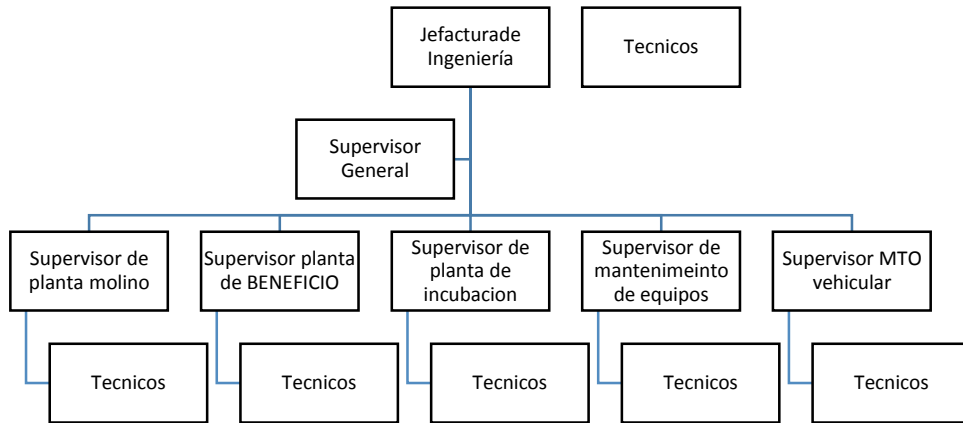 Jefacturade
Ingeniería
Tecnicos
Supervisor
General
Supervisor de
planta molino
Supervisor planta
de BENEFICIO
Supervisor de
planta de
incubacion
Supervisor de
mantenimeinto
de equipos
Supervisor MTO
vehicular
Tecnicos
Tecnicos
Tecnicos
Tecnicos
Tecnicos